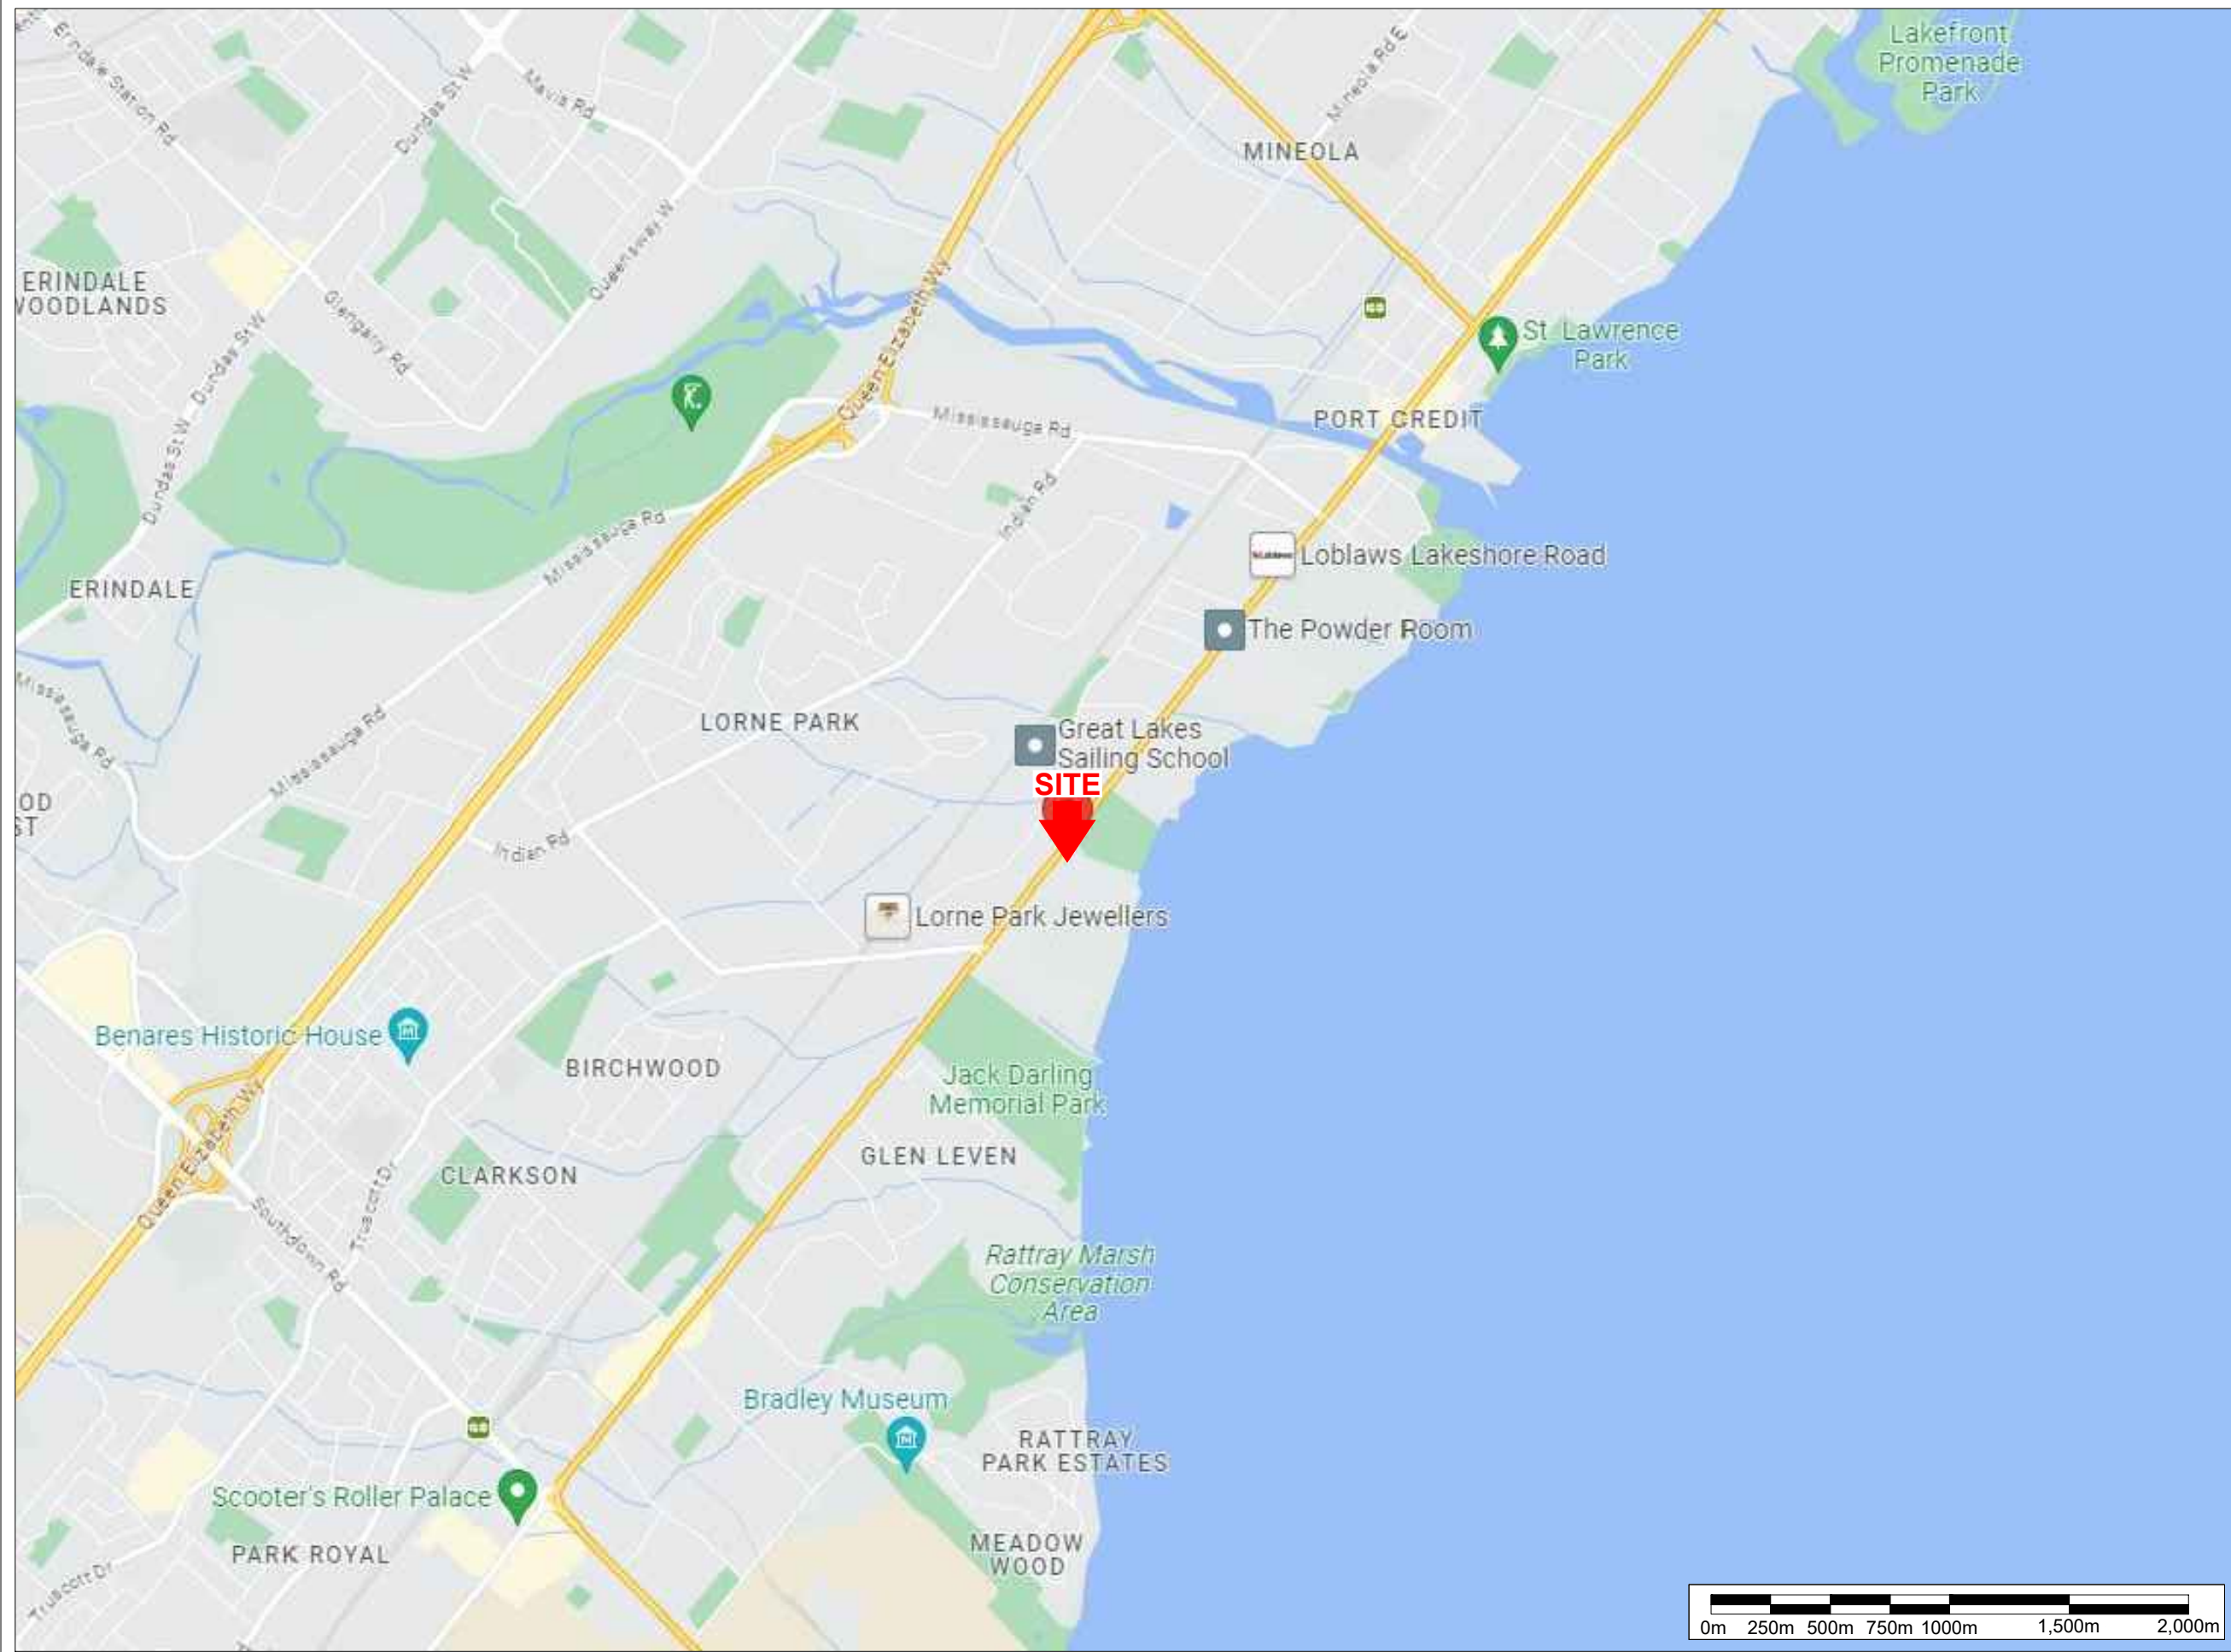 Lakefront
Promenade
Park
Erindale Station Rd
Mavis Rd
Dundas St W
Mineola Rd E
MINEOLA
Queensway W
ERINDALE
WOODLANDS
Glengarry Rd
Queen Elizabeth Wy
St Lawrence
Park
Dundas St W
Dundas St W
Mississauga Rd
PORT CREDIT
Indian Rd
Mississauga Rd
Loblaws Lakeshore Road
ERINDALE
The Powder Room
Mississauga Rd
Mississauga Rd
LORNE PARK
Great Lakes
Sailing School
SITE
OD
ST
Indian Rd
Lorne Park Jewellers
Benares Historic House
BIRCHWOOD
Jack Darling
Memorial Park
Queen Elizabeth Wy
GLEN LEVEN
CLARKSON
Truscott Dr
Southdown Rd
Rattray Marsh
Conservation
Area
Bradley Museum
RATTRAY
PARK ESTATES
Scooter's Roller Palace
PARK ROYAL
MEADOW
WOOD
Truscott Dr
0m 250m 500m 750m 1000m 1,500m 2,000m